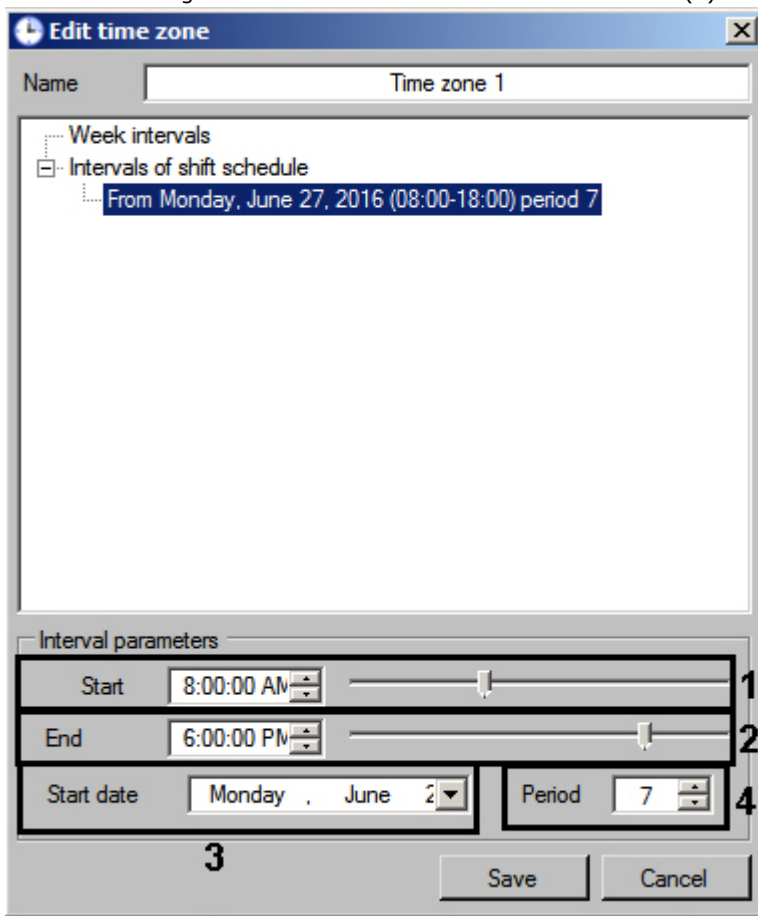 Edit time zone
Name Time zone 1
Week intervals
Intervals of shift schedule
From Monday, June 27, 2016 (08:00-18:00) period 7
Interval parameters
Start 8:00:00 AM 1
End 6:00:00 PM 2
Start date Monday , June 2 Period 7 4
3
Save Cancel